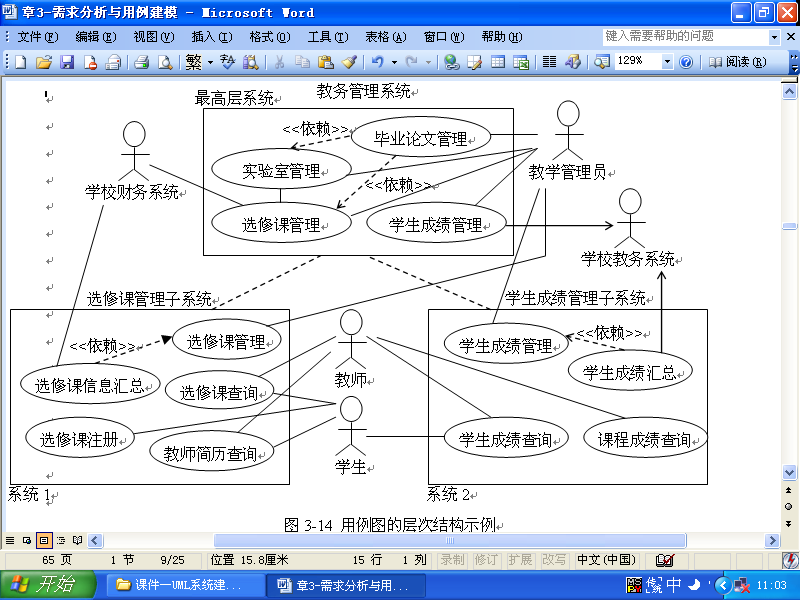 章3-需求分析与用例建模 - Microsoft Word
文件(F) 编辑(E) 视图(V) 插入(I) 格式(O) 工具(T) 表格(A) 窗口(W) 帮助(H) 键入需要帮助的问题
繁 129% 阅读(R)
最高层系统 教务管理系统
<<依赖>> 毕业论文管理
实验室管理 教学管理员
学校财务系统 <<依赖>>
选修课管理 学生成绩管理
学校教务系统
选修课管理子系统 学生成绩管理子系统
<<依赖>> 选修课管理 学生成绩管理 <<依赖>>
选修课信息汇总 选修课查询 教师 学生成绩汇总
选修课注册 教师简历查询 学生成绩查询 课程成绩查询
学生
系统 1 系统 2
图 3-14 用例图的层次结构示例
65 页 1 节 9/25 位置 15.8厘米 15 行 1 列 录制 修订 扩展 改写 中文(中国)
开始 课件—UML系统建... 章3-需求分析与用... 中 11:03